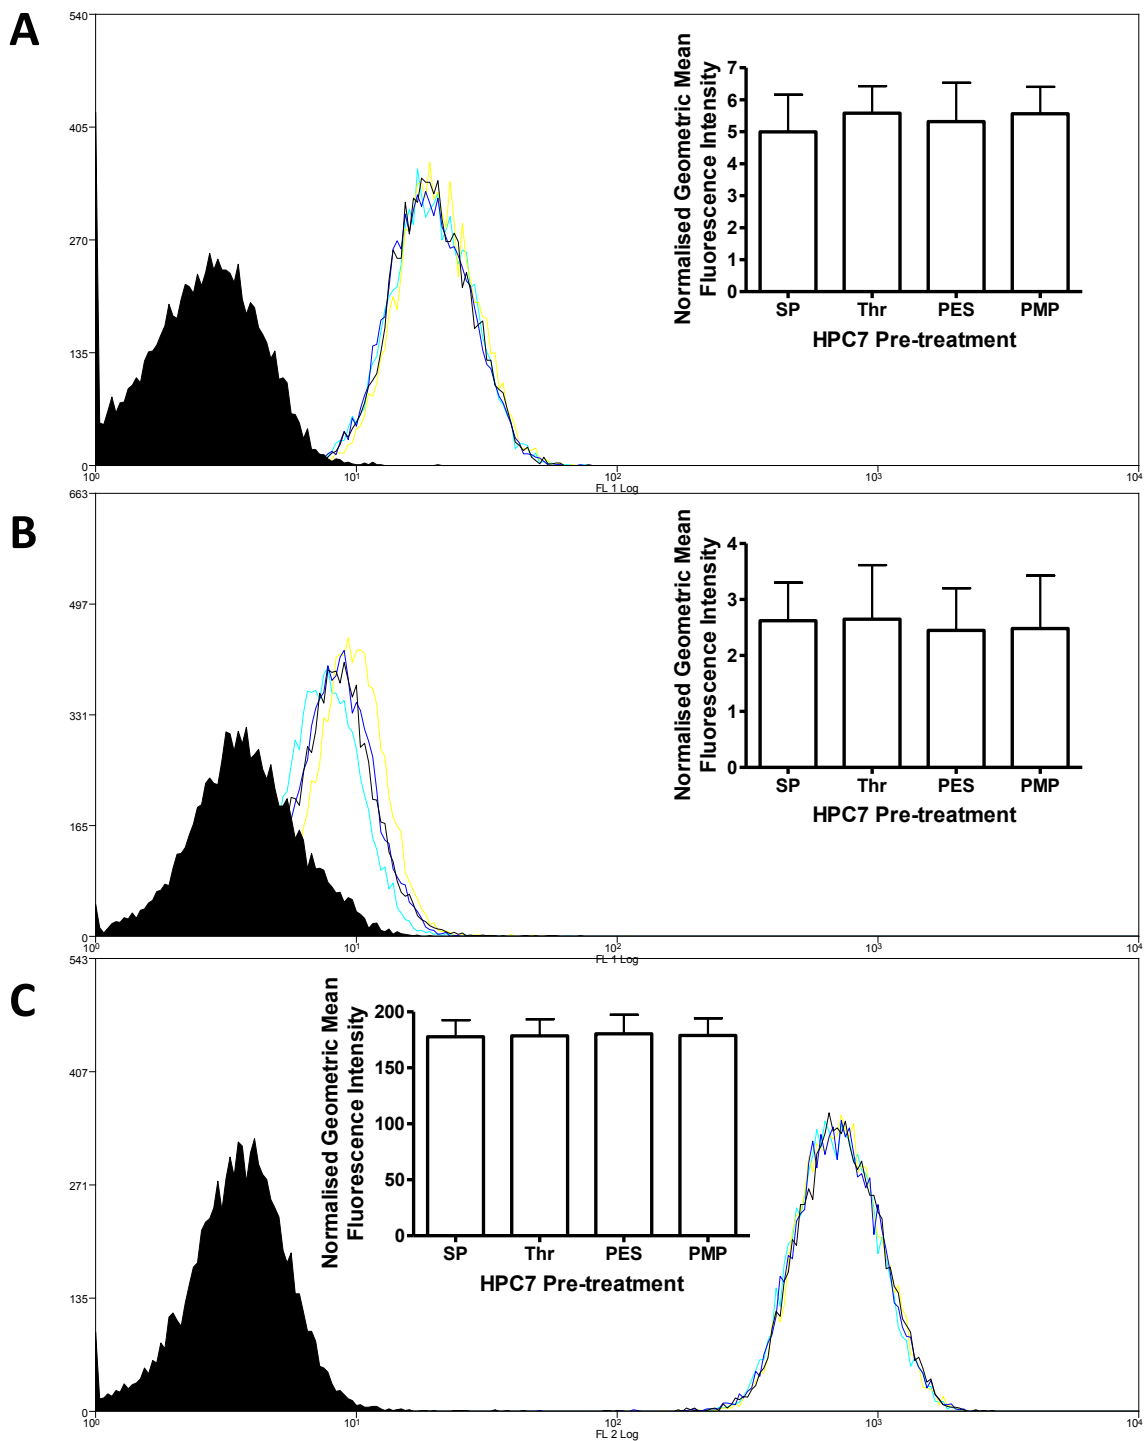 A
540
405
270
135
0
10⁰
10¹
10²
10³
10⁴
FL 1 Log
Normalised Geometric Mean
Fluorescence Intensity
7
6
5
4
3
2
1
0
SP Thr PES PMP
HPC7 Pre-treatment
B
663
497
331
165
0
10⁰
10¹
10²
10³
10⁴
FL 1 Log
Normalised Geometric Mean
Fluorescence Intensity
4
3
2
1
0
SP Thr PES PMP
HPC7 Pre-treatment
C
543
407
271
135
0
10⁰
10¹
10²
10³
10⁴
FL 2 Log
Normalised Geometric Mean
Fluorescence Intensity
200
150
100
50
0
SP Thr PES PMP
HPC7 Pre-treatment